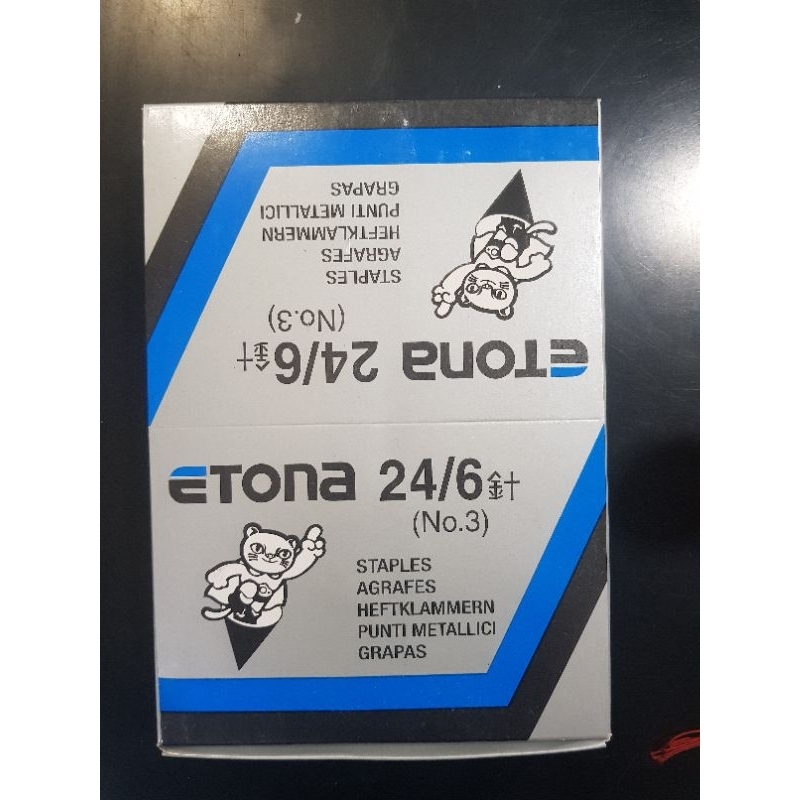 STAPLES
AGRAFES
HEFTKLAMMERN
PUNTI METALLICI
GRAPAS
(No.3)
ETONA 24/6針
ETONA 24/6針
(No.3)
STAPLES
AGRAFES
HEFTKLAMMERN
PUNTI METALLICI
GRAPAS